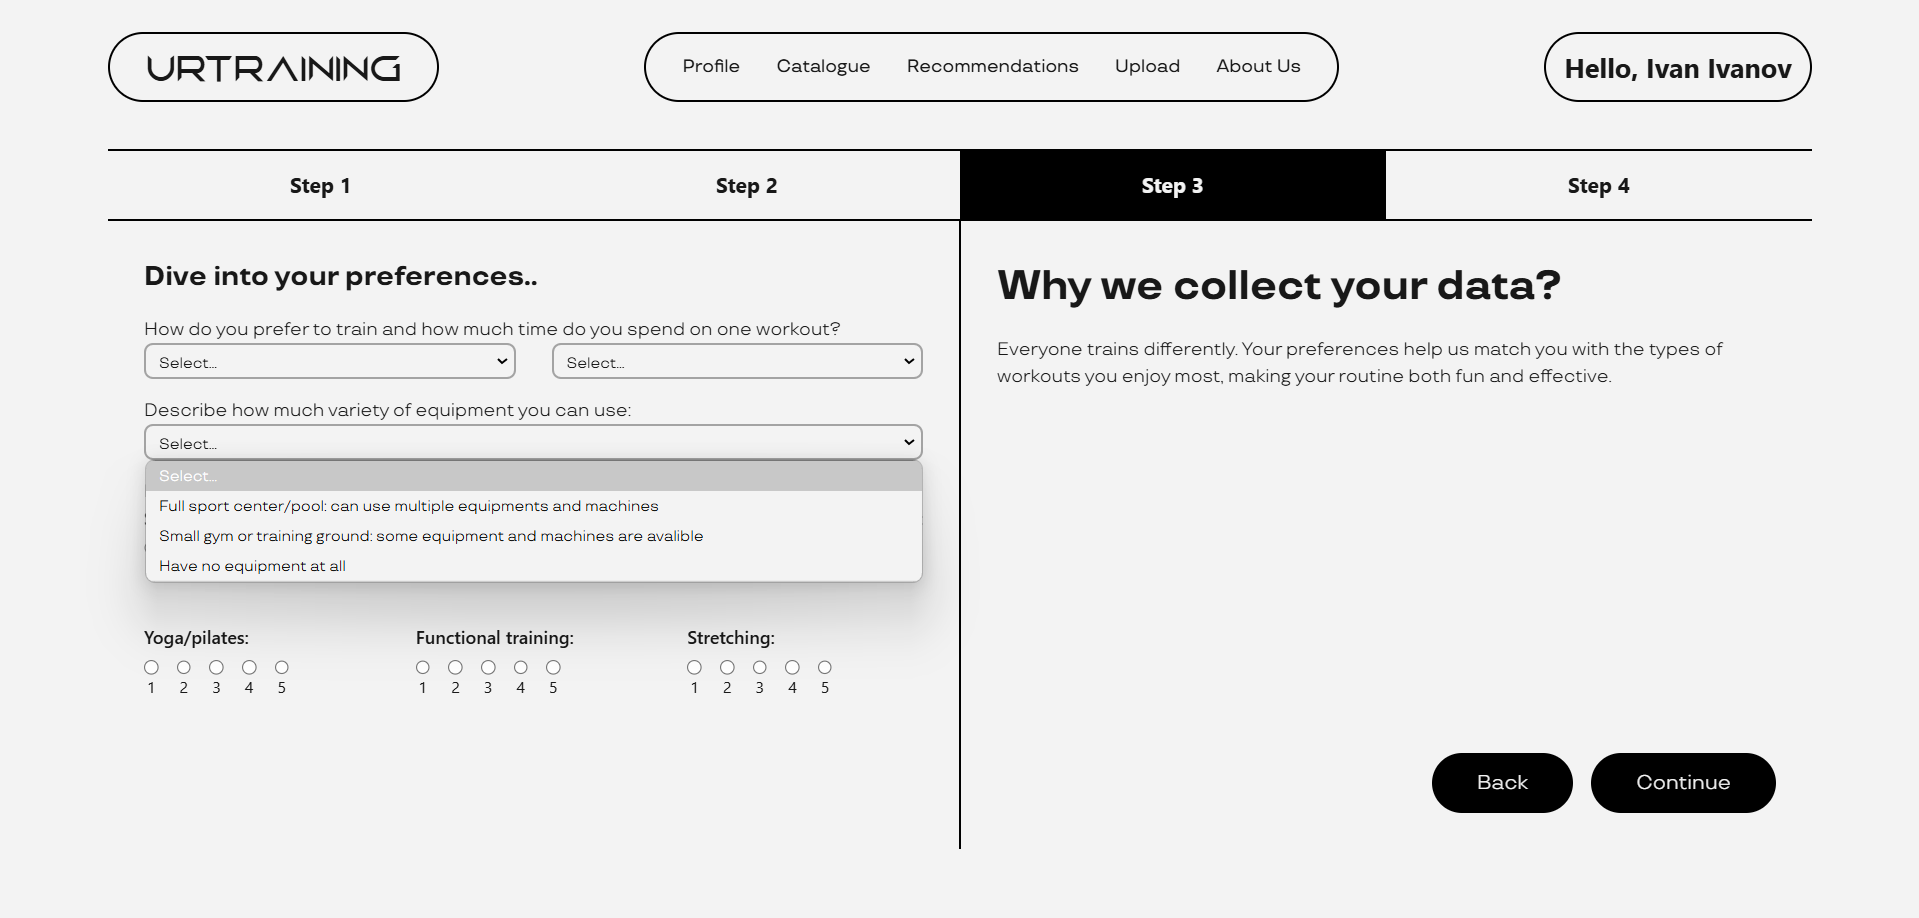 URTRAINING
Profile Catalogue Recommendations Upload About Us
Hello, Ivan Ivanov
Step 1 Step 2 Step 3 Step 4
Dive into your preferences..
How do you prefer to train and how much time do you spend on one workout?
Select... Select...
Describe how much variety of equipment you can use:
Select...
Select...
Full sport center/pool: can use multiple equipments and machines
Small gym or training ground: some equipment and machines are avalible
Have no equipment at all
Yoga/pilates: Functional training: Stretching:
1 2 3 4 5 1 2 3 4 5 1 2 3 4 5
Why we collect your data?
Everyone trains differently. Your preferences help us match you with the types of
workouts you enjoy most, making your routine both fun and effective.
Back Continue